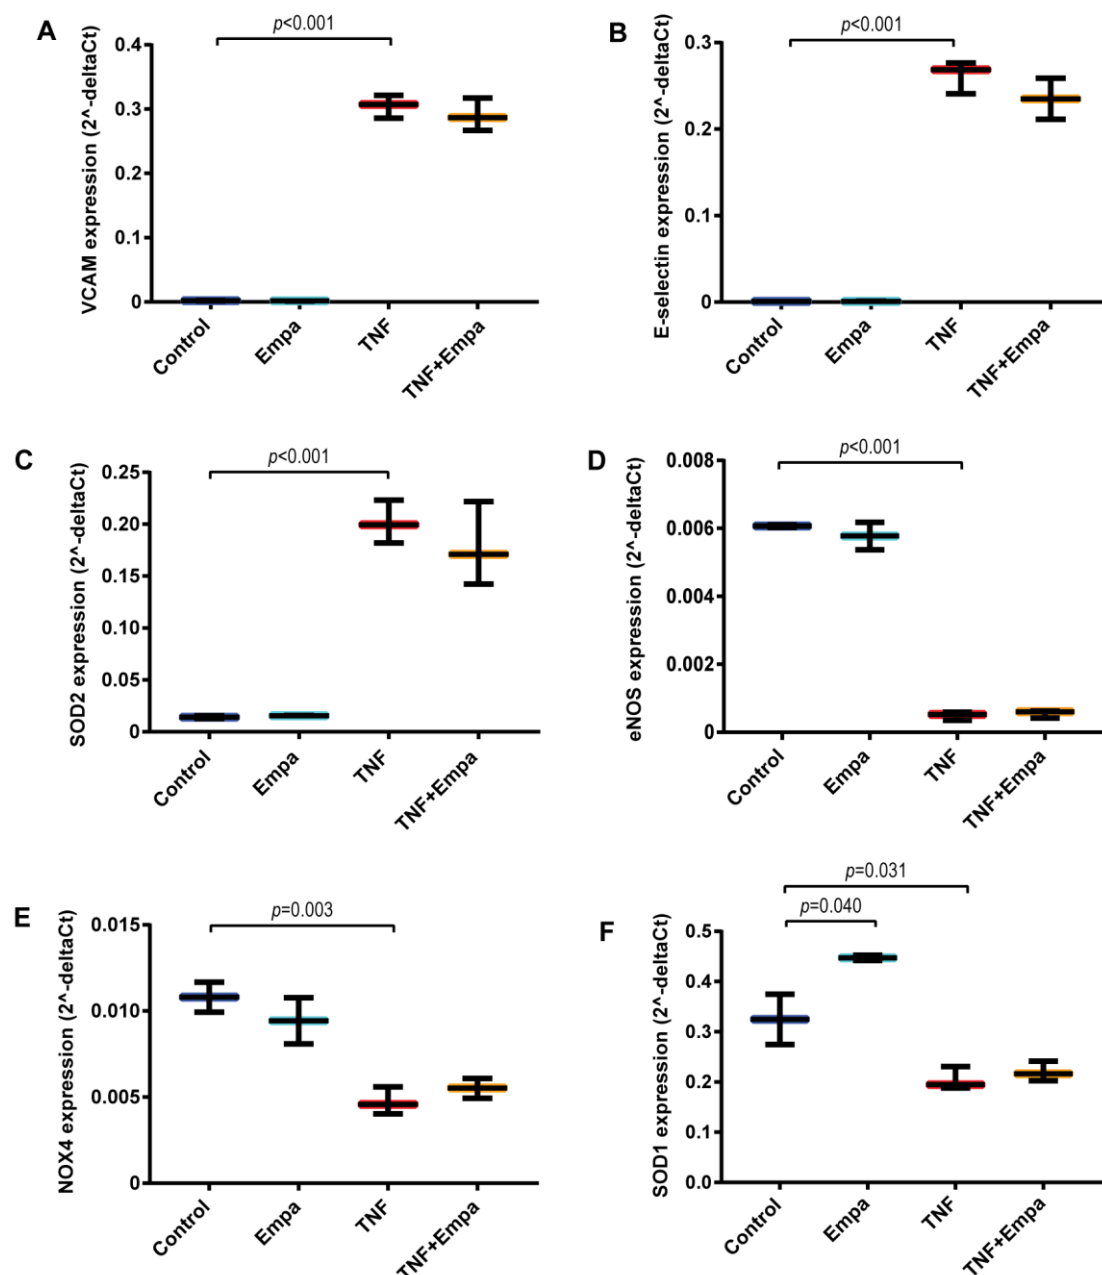 A
p<0.001
VCAM expression (2^-deltaCt)
0.4
0.3
0.2
0.1
0
Control
Empa
TNF
TNF+Empa
B
p<0.001
E-selectin expression (2^-deltaCt)
0.3
0.2
0.1
0
Control
Empa
TNF
TNF+Empa
C
p<0.001
SOD2 expression (2^-deltaCt)
0.25
0.20
0.15
0.10
0.05
0
Control
Empa
TNF
TNF+Empa
D
p<0.001
eNOS expression (2^-deltaCt)
0.008
0.006
0.004
0.002
0
Control
Empa
TNF
TNF+Empa
E
p=0.003
NOX4 expression (2^-deltaCt)
0.015
0.010
0.005
0
Control
Empa
TNF
TNF+Empa
F
p=0.031
p=0.040
SOD1 expression (2^-deltaCt)
0.5
0.4
0.3
0.2
0.1
0.0
Control
Empa
TNF
TNF+Empa